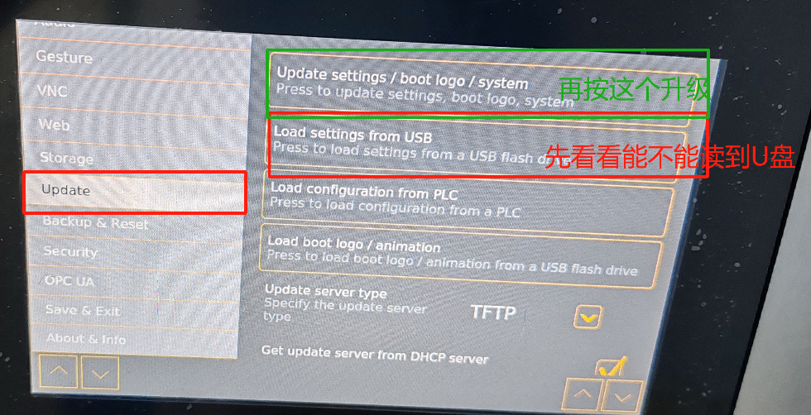 Audio
Gesture
VNC
Web
Storage
Update
Backup & Reset
Security
OPC UA
Save & Exit
About & Info
Update settings / boot logo / system
Press to update settings, boot logo, system
再按这个升级
Load settings from USB
Press to load settings from a USB flash drive
先看看能不能读到U盘
Load configuration from PLC
Press to load configuration from a PLC
Load boot logo / animation
Press to load boot logo / animation from a USB flash drive
Update server type
Specify the update server
type
TFTP
Get update server from DHCP server